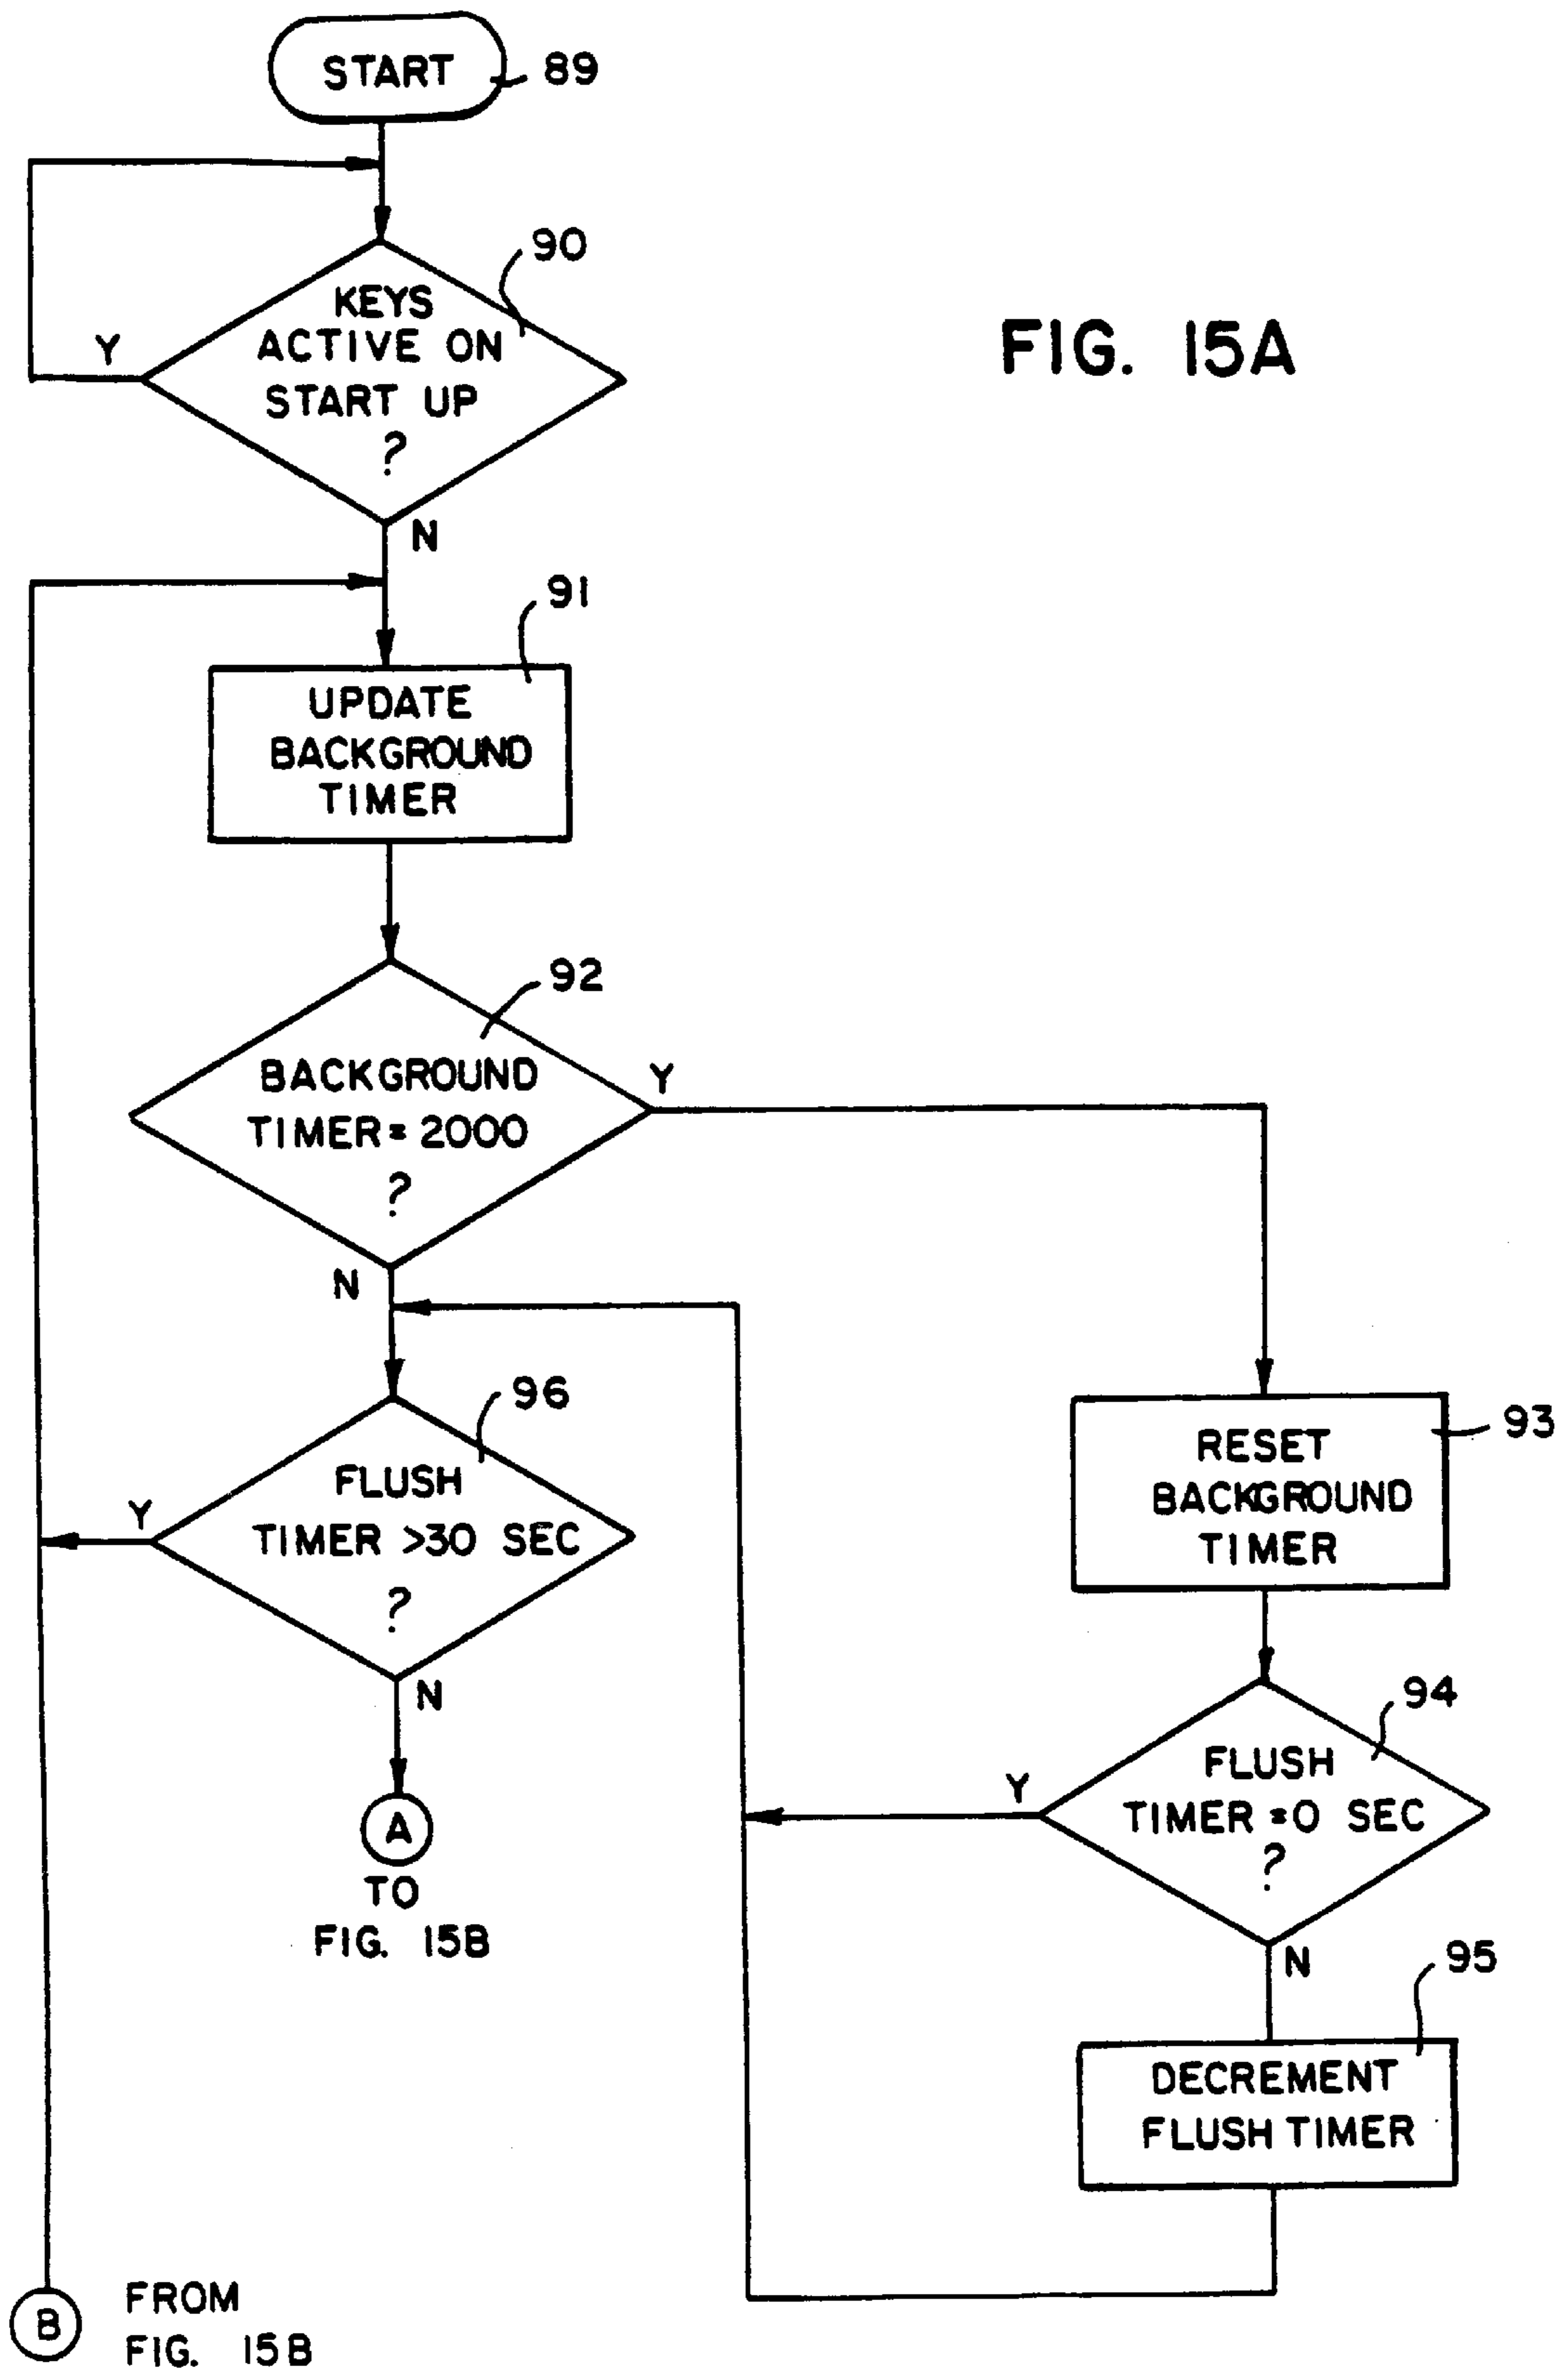 START
89
FIG. 15A
90
KEYS
ACTIVE ON
START UP
?
Y
N
91
UPDATE
BACKGROUND
TIMER
92
BACKGROUND
TIMER = 2000
?
Y
N
96
FLUSH
TIMER >30 SEC
?
Y
N
A
TO
FIG. 15B
93
RESET
BACKGROUND
TIMER
94
FLUSH
TIMER =0 SEC
?
Y
N
95
DECREMENT
FLUSH TIMER
B
FROM
FIG. 15B